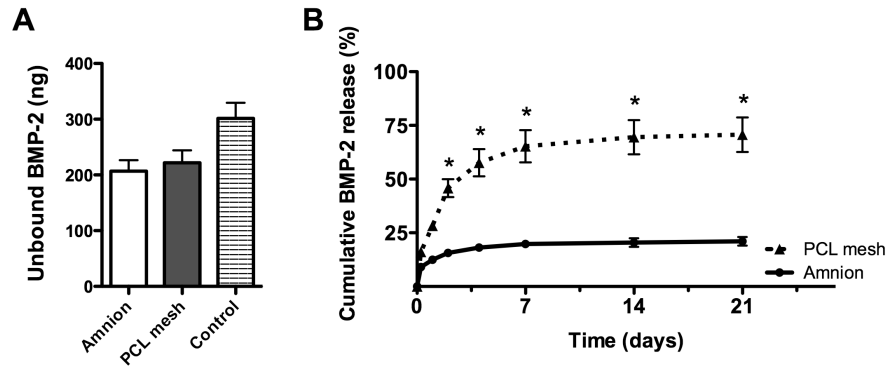 A
Unbound BMP-2 (ng)
400
300
200
100
0
Amnion
PCL mesh
Control
B
Cumulative BMP-2 release (%)
100
75
50
25
0
7
14
21
Time (days)
*
*
*
*
*
PCL mesh
Amnion